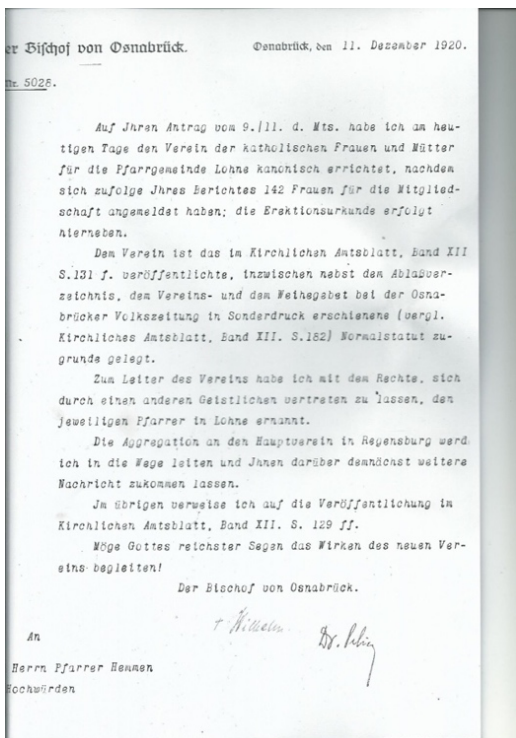 er Bischof von Osnabrück.
Osnabrück, den 11. Dezember 1920.
Nr. 5028.
Auf Jhren Antrag vom 9./11. d. Mts. habe ich am heu-
tigen Tage den Verein der katholischen Frauen und Mütter
für die Pfarrgemeinde Lohne kanonisch errichtet, nachdem
sich zufolge Jhres Berichtes 142 Frauen für die Mitglied-
schaft angemeldet haben; die Erektionsurkunde erfolgt
hierneben.
Dem Verein ist das im Kirchlichen Amtsblatt, Band XII
S.131 f. veröffentlichte, inzwischen nebst dem Ablaßver-
zeichnis, dem Vereins- und dem Weihegebet bei der Osna-
brücker Volkszeitung in Sonderdruck erschienene (vergl.
Kirchliches Amtsblatt, Band XII. S.182) Normalstatut zu-
grunde gelegt.
Zum Leiter des Vereins habe ich mit dem Rechte, sich
durch einen anderen Geistlichen vertreten zu lassen, den
jeweiligen Pfarrer in Lohne ernannt.
Die Aggregation an den Hauptverein in Regensburg werd
ich in die Wege leiten und Jhnen darüber demnächst weitere
Nachricht zukommen lassen.
Jm übrigen verweise ich auf die Veröffentlichung im
Kirchlichen Amtsblatt, Band XII. S. 129 ff.
Möge Gottes reichster Segen das Wirken des neuen Ver-
eins begleiten!
Der Bischof von Osnabrück.
+ Wilhelm.
Dr.
An
Herrn Pfarrer Hemmen
Hochwürden